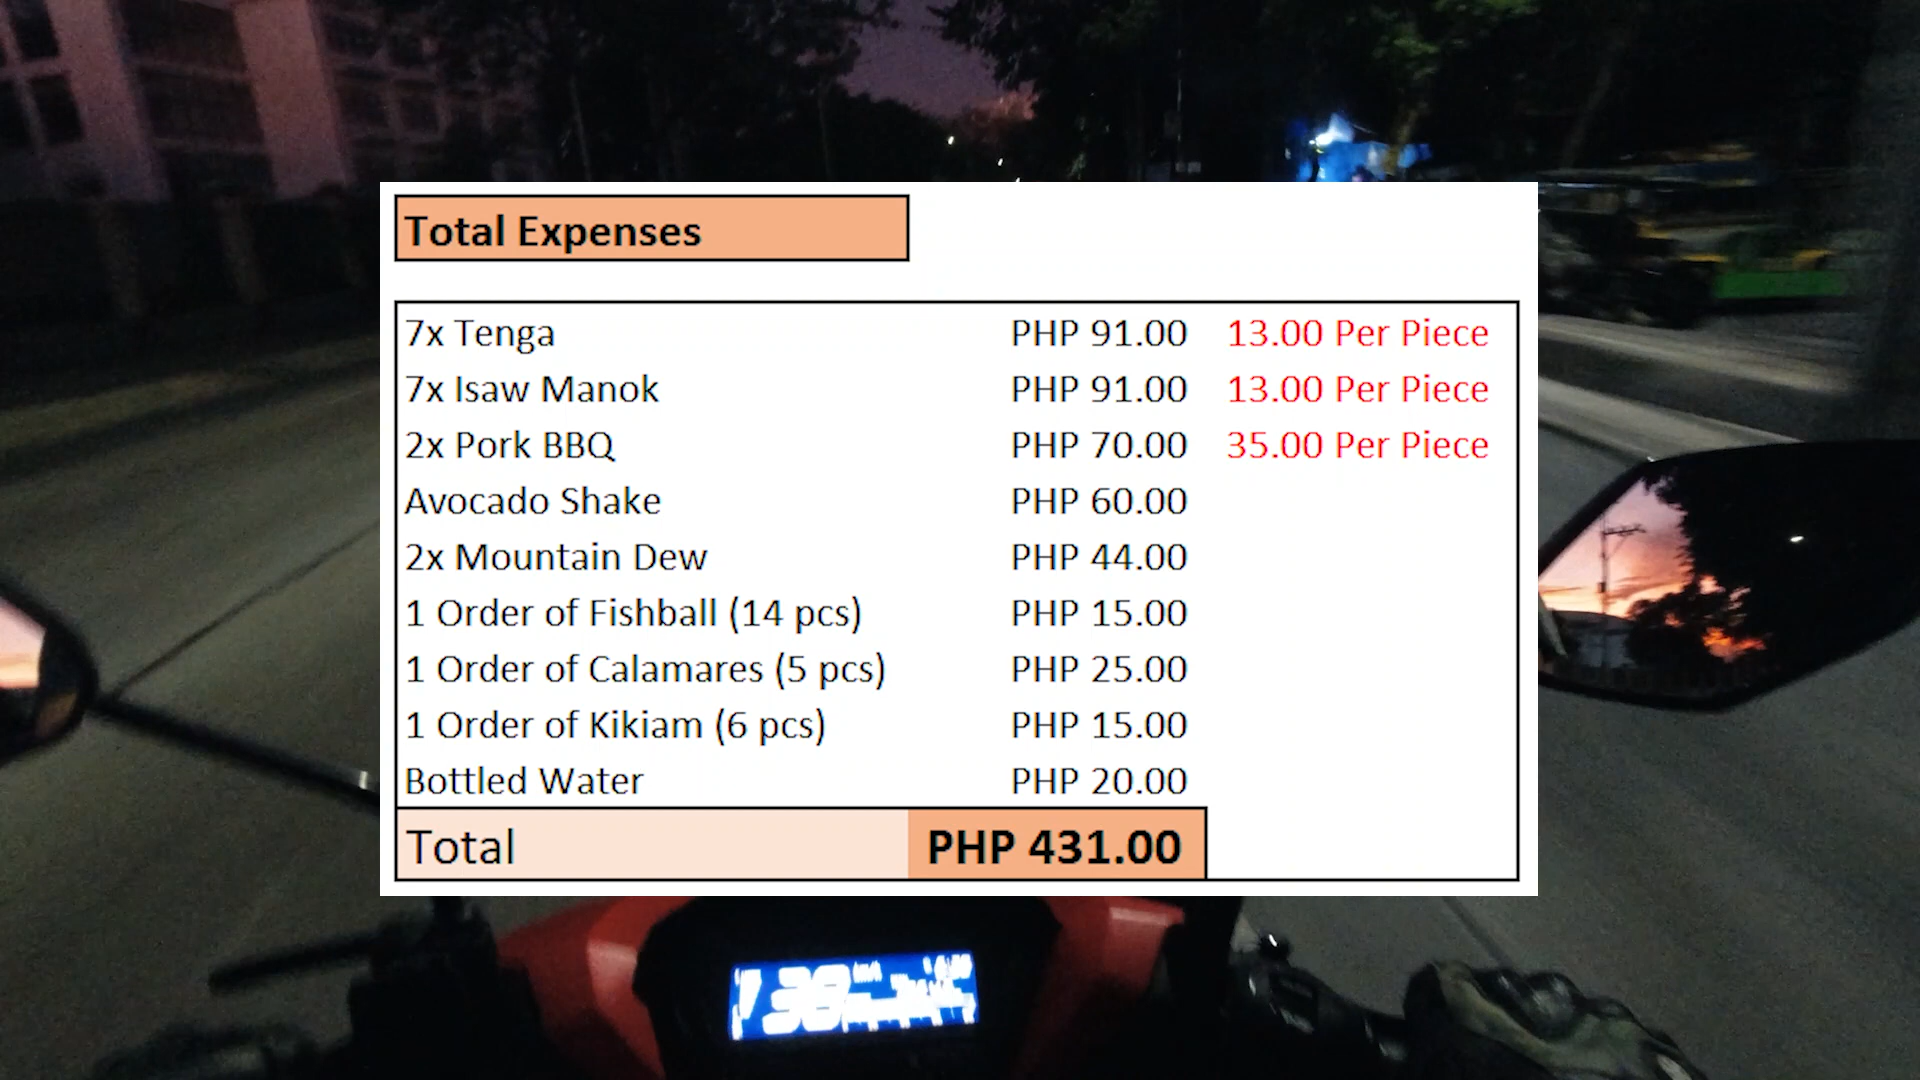 Total Expenses
7x Tenga PHP 91.00 13.00 Per Piece
7x Isaw Manok PHP 91.00 13.00 Per Piece
2x Pork BBQ PHP 70.00 35.00 Per Piece
Avocado Shake PHP 60.00
2x Mountain Dew PHP 44.00
1 Order of Fishball (14 pcs) PHP 15.00
1 Order of Calamares (5 pcs) PHP 25.00
1 Order of Kikiam (6 pcs) PHP 15.00
Bottled Water PHP 20.00
Total PHP 431.00